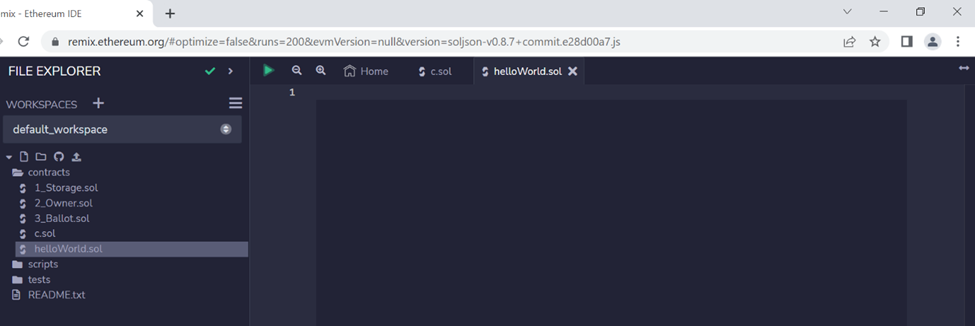 mix - Ethereum IDE
remix.ethereum.org/#optimize=false&runs=200&evmVersion=null&version=soljson-v0.8.7+commit.e28d00a7.js
FILE EXPLORER
Home
c.sol
helloWorld.sol
1
WORKSPACES
default_workspace
contracts
1_Storage.sol
2_Owner.sol
3_Ballot.sol
c.sol
helloWorld.sol
scripts
tests
README.txt